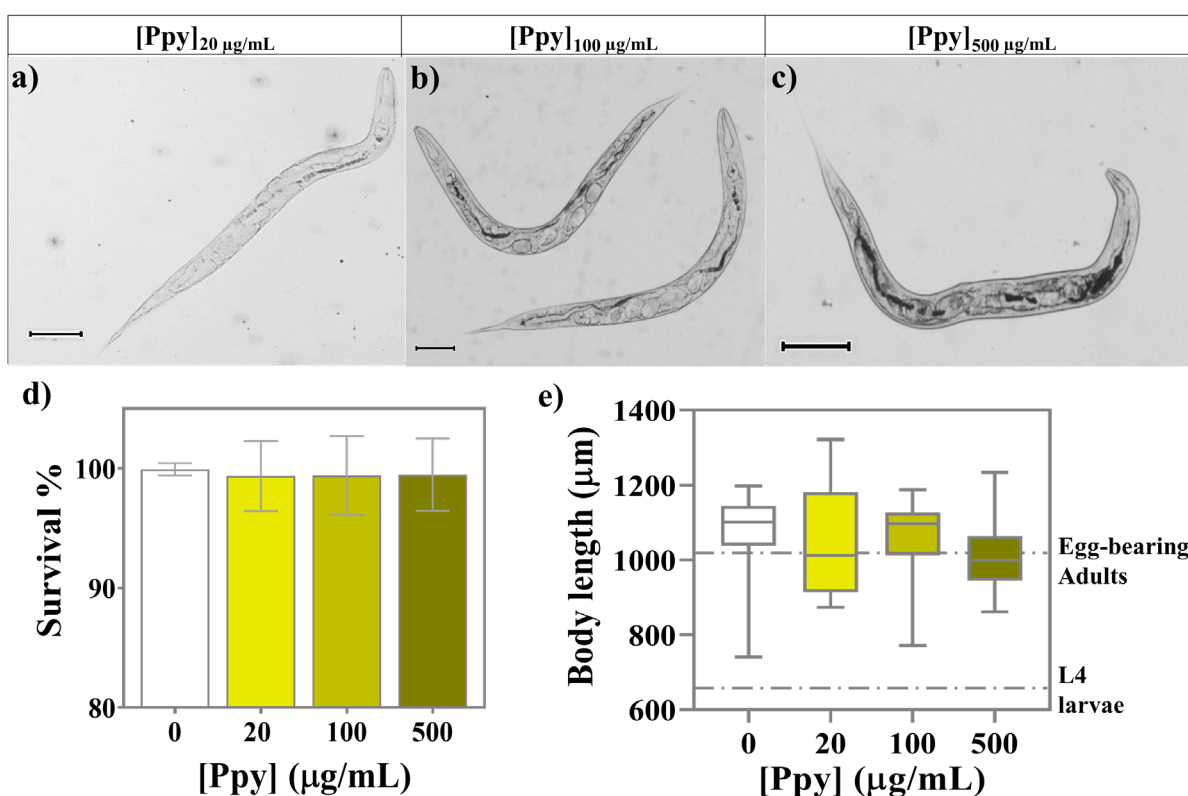 [Ppy]20 μg/mL [Ppy]100 μg/mL [Ppy]500 μg/mL
a) b) c)
d)
Survival %
100
90
80
0 20 100 500
[Ppy] (μg/mL)
e)
Body length (μm)
1400
1200
1000
800
600
Egg-bearing
Adults
L4
larvae
0 20 100 500
[Ppy] (μg/mL)